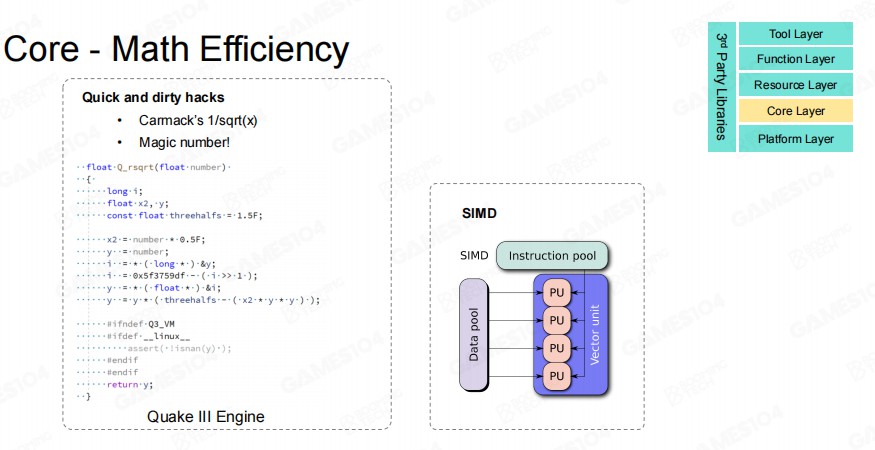 Core - Math Efficiency
Quick and dirty hacks
• Carmack's 1/sqrt(x)
• Magic number!
float Q_rsqrt(float number)
{
long i;
float x2, y;
const float threehalfs = 1.5F;
x2 = number * 0.5F;
y = number;
i = * ( long * ) &y;
i = 0x5f3759df - ( i >> 1 );
y = * ( float * ) &i;
y = y * ( threehalfs - ( x2 * y * y ) );
#ifndef Q3_VM
#ifdef __linux__
assert( !isnan(y) );
#endif
#endif
return y;
}
Quake III Engine
SIMD
SIMD
Instruction pool
Data pool
PU
PU
PU
PU
Vector unit
3rd Party Libraries
Tool Layer
Function Layer
Resource Layer
Core Layer
Platform Layer
GAMES104